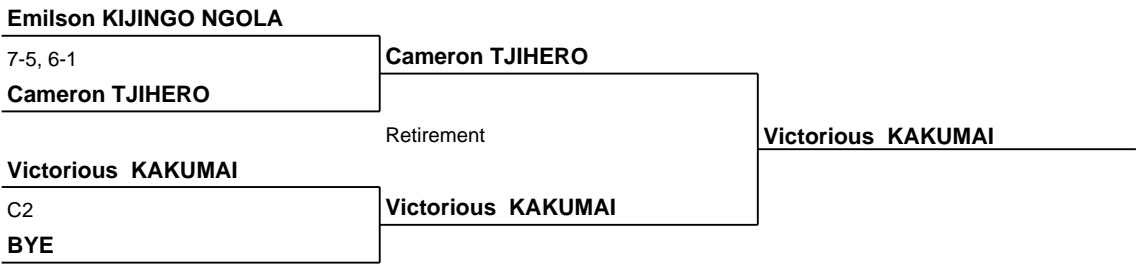 Emilson KIJINGO NGOLA
7-5, 6-1
Cameron TJIHERO
Cameron TJIHERO
Retirement
Victorious KAKUMAI
Victorious KAKUMAI
C2
Victorious KAKUMAI
BYE